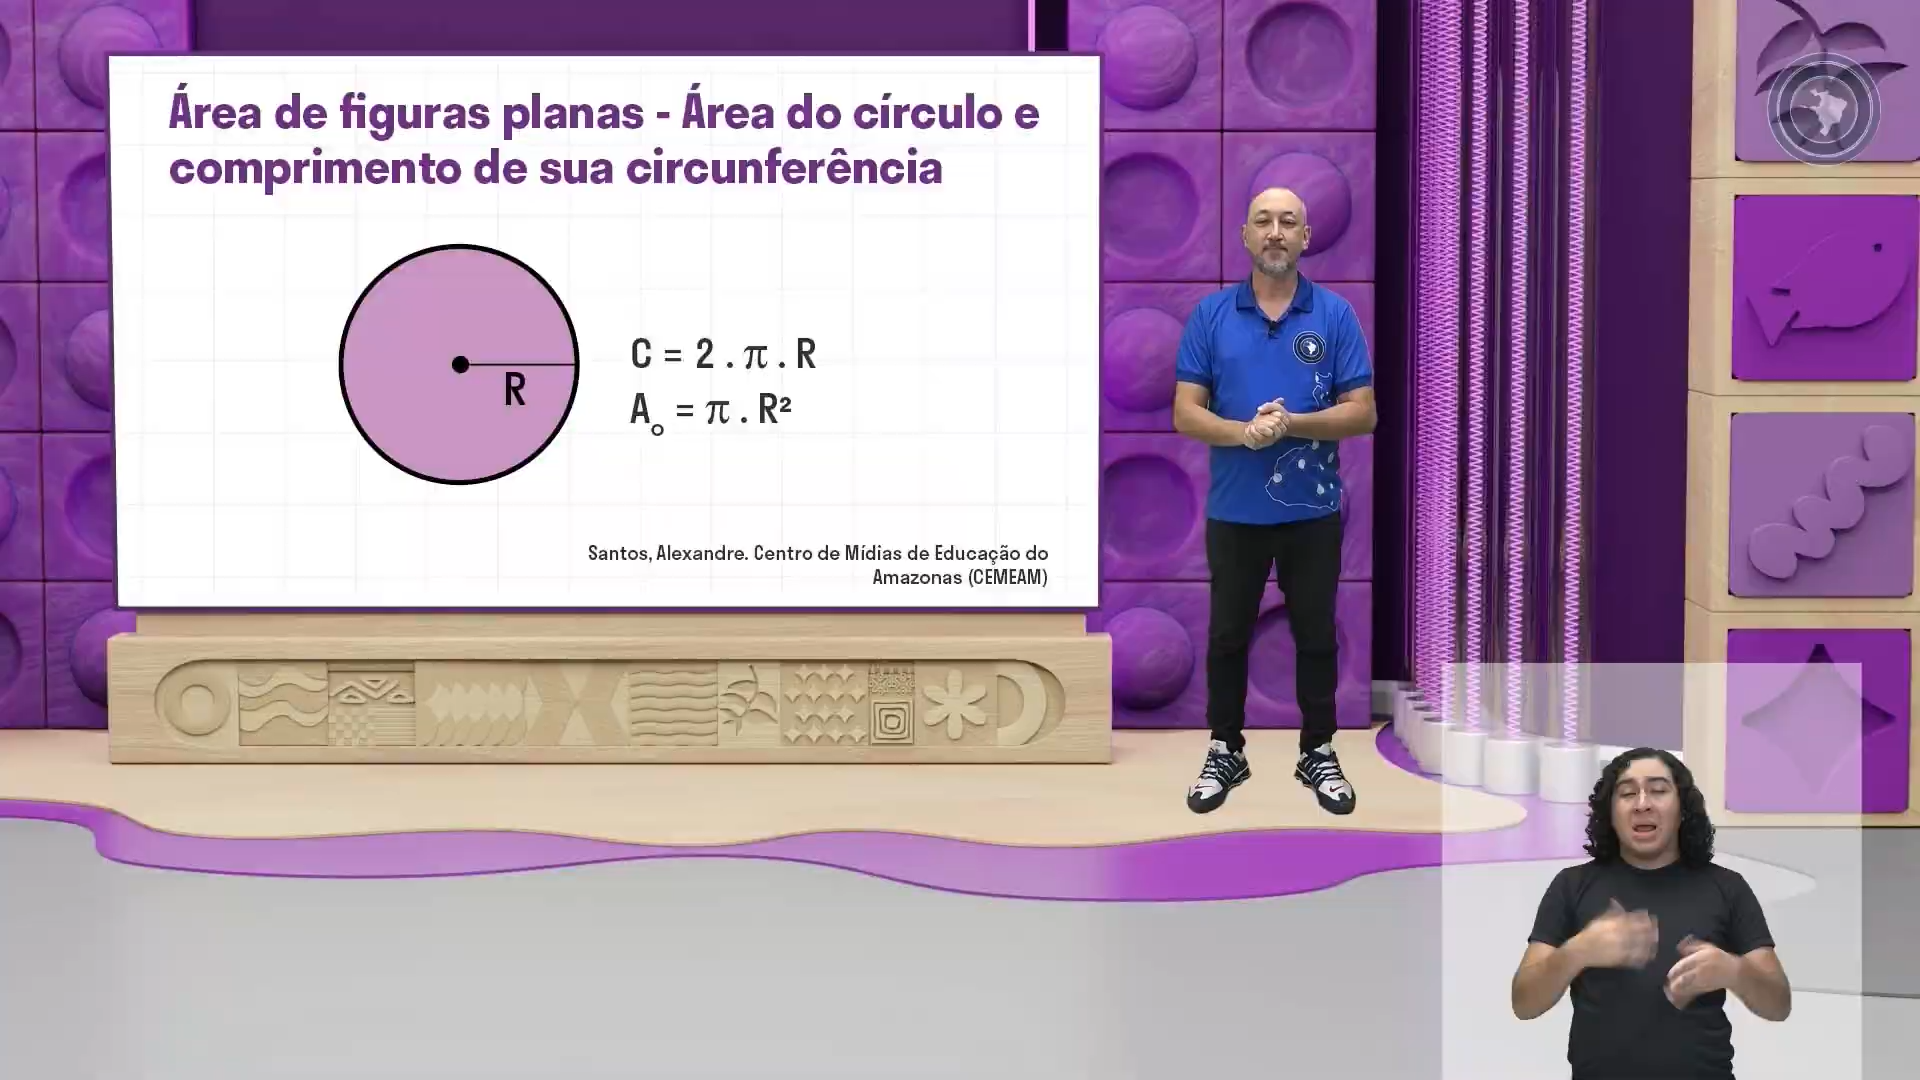 Área de figuras planas - Área do círculo e
comprimento de sua circunferência
R
C = 2 . π . R
A○ = π . R²
Santos, Alexandre. Centro de Mídias de Educação do
Amazonas (CEMEAM)